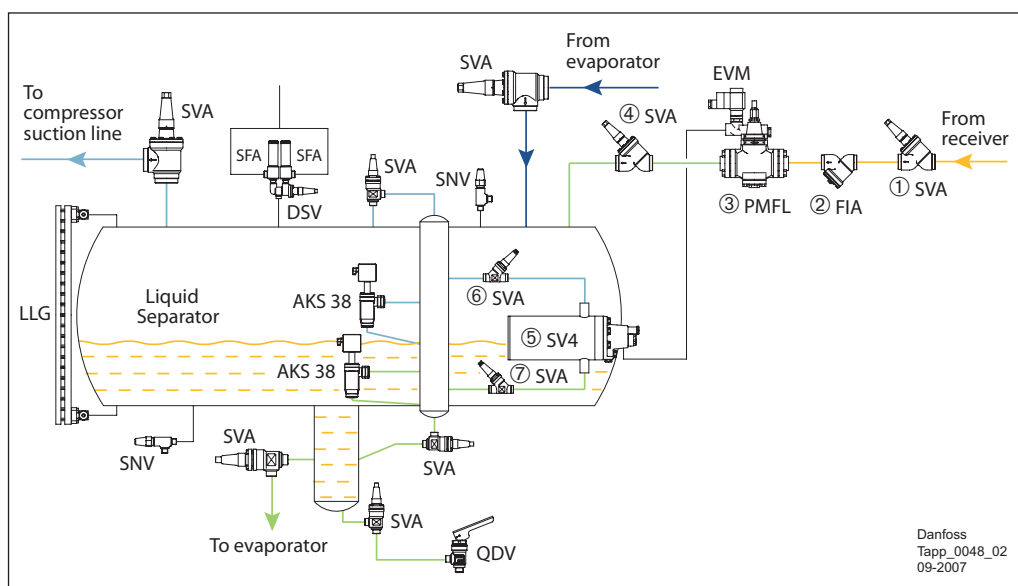 To
compressor
suction line
SVA
SFA
SFA
DSV
SVA
SNV
SVA
From
evaporator
④ SVA
EVM
From
receiver
③ PMFL
② FIA
① SVA
LLG
Liquid
Separator
AKS 38
AKS 38
⑥ SVA
⑤ SV4
⑦ SVA
SNV
SVA
SVA
To evaporator
SVA
QDV
Danfoss
Tapp_0048_02
09-2007